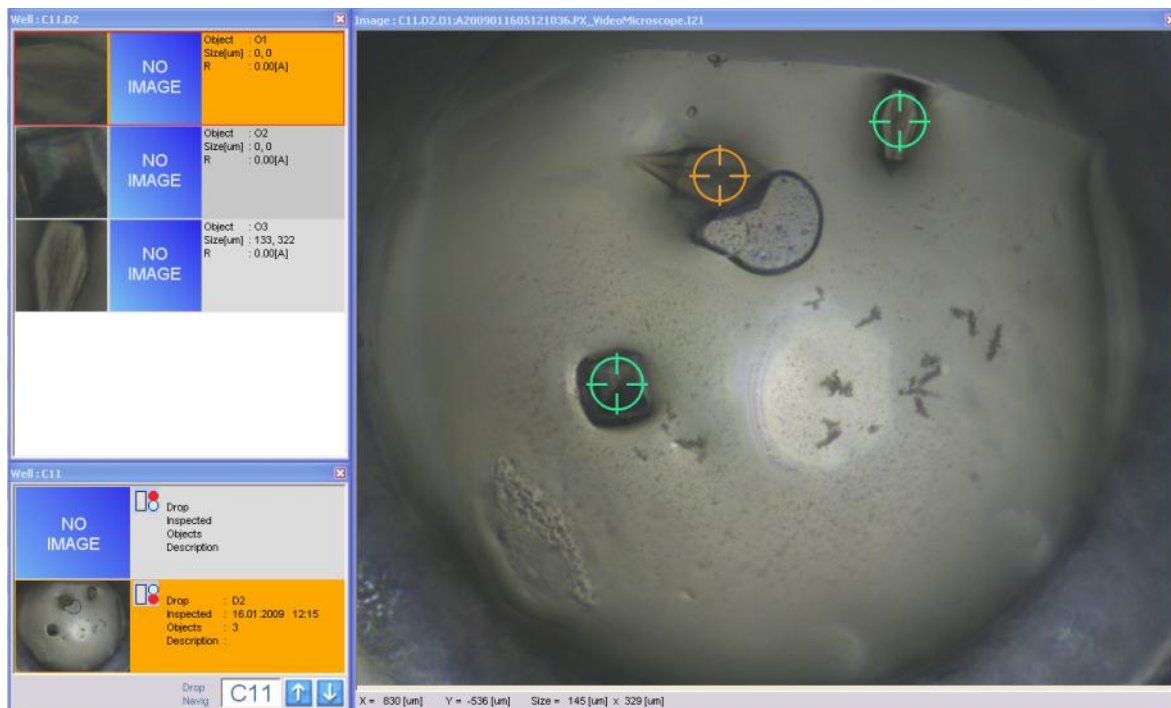 Well : C11.D2
NO
IMAGE
Object : O1
Size[um] : 0, 0
R : 0.00[A]
NO
IMAGE
Object : O2
Size[um] : 0, 0
R : 0.00[A]
NO
IMAGE
Object : O3
Size[um] : 133, 322
R : 0.00[A]
Well : C11
NO
IMAGE
Drop
Inspected
Objects
Description
Drop : D2
Inspected : 16.01.2009 12:15
Objects : 3
Description :
Drop
Navig
C11
Image : C11.D2.O1:A2009011605121036.PX_VideoMicroscope.I21
X = 830 [um] Y = -536 [um] Size = 145 [um] x 329 [um]